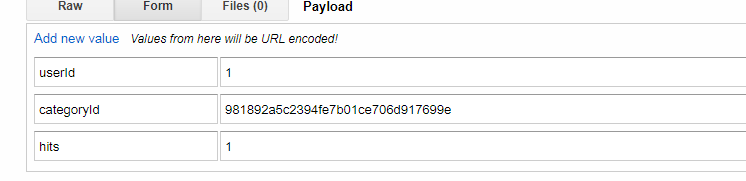 Raw Form Files (0) Payload
Add new value Values from here will be URL encoded!
userId 1
categoryId 981892a5c2394fe7b01ce706d917699e
hits 1